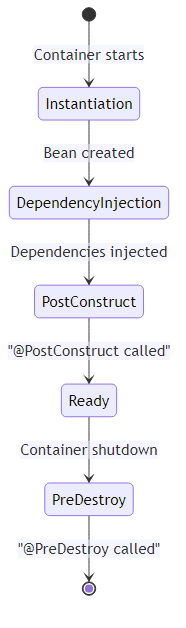 Container starts
Instantiation
Bean created
DependencyInjection
Dependencies injected
PostConstruct
"@PostConstruct called"
Ready
Container shutdown
PreDestroy
"@PreDestroy called"